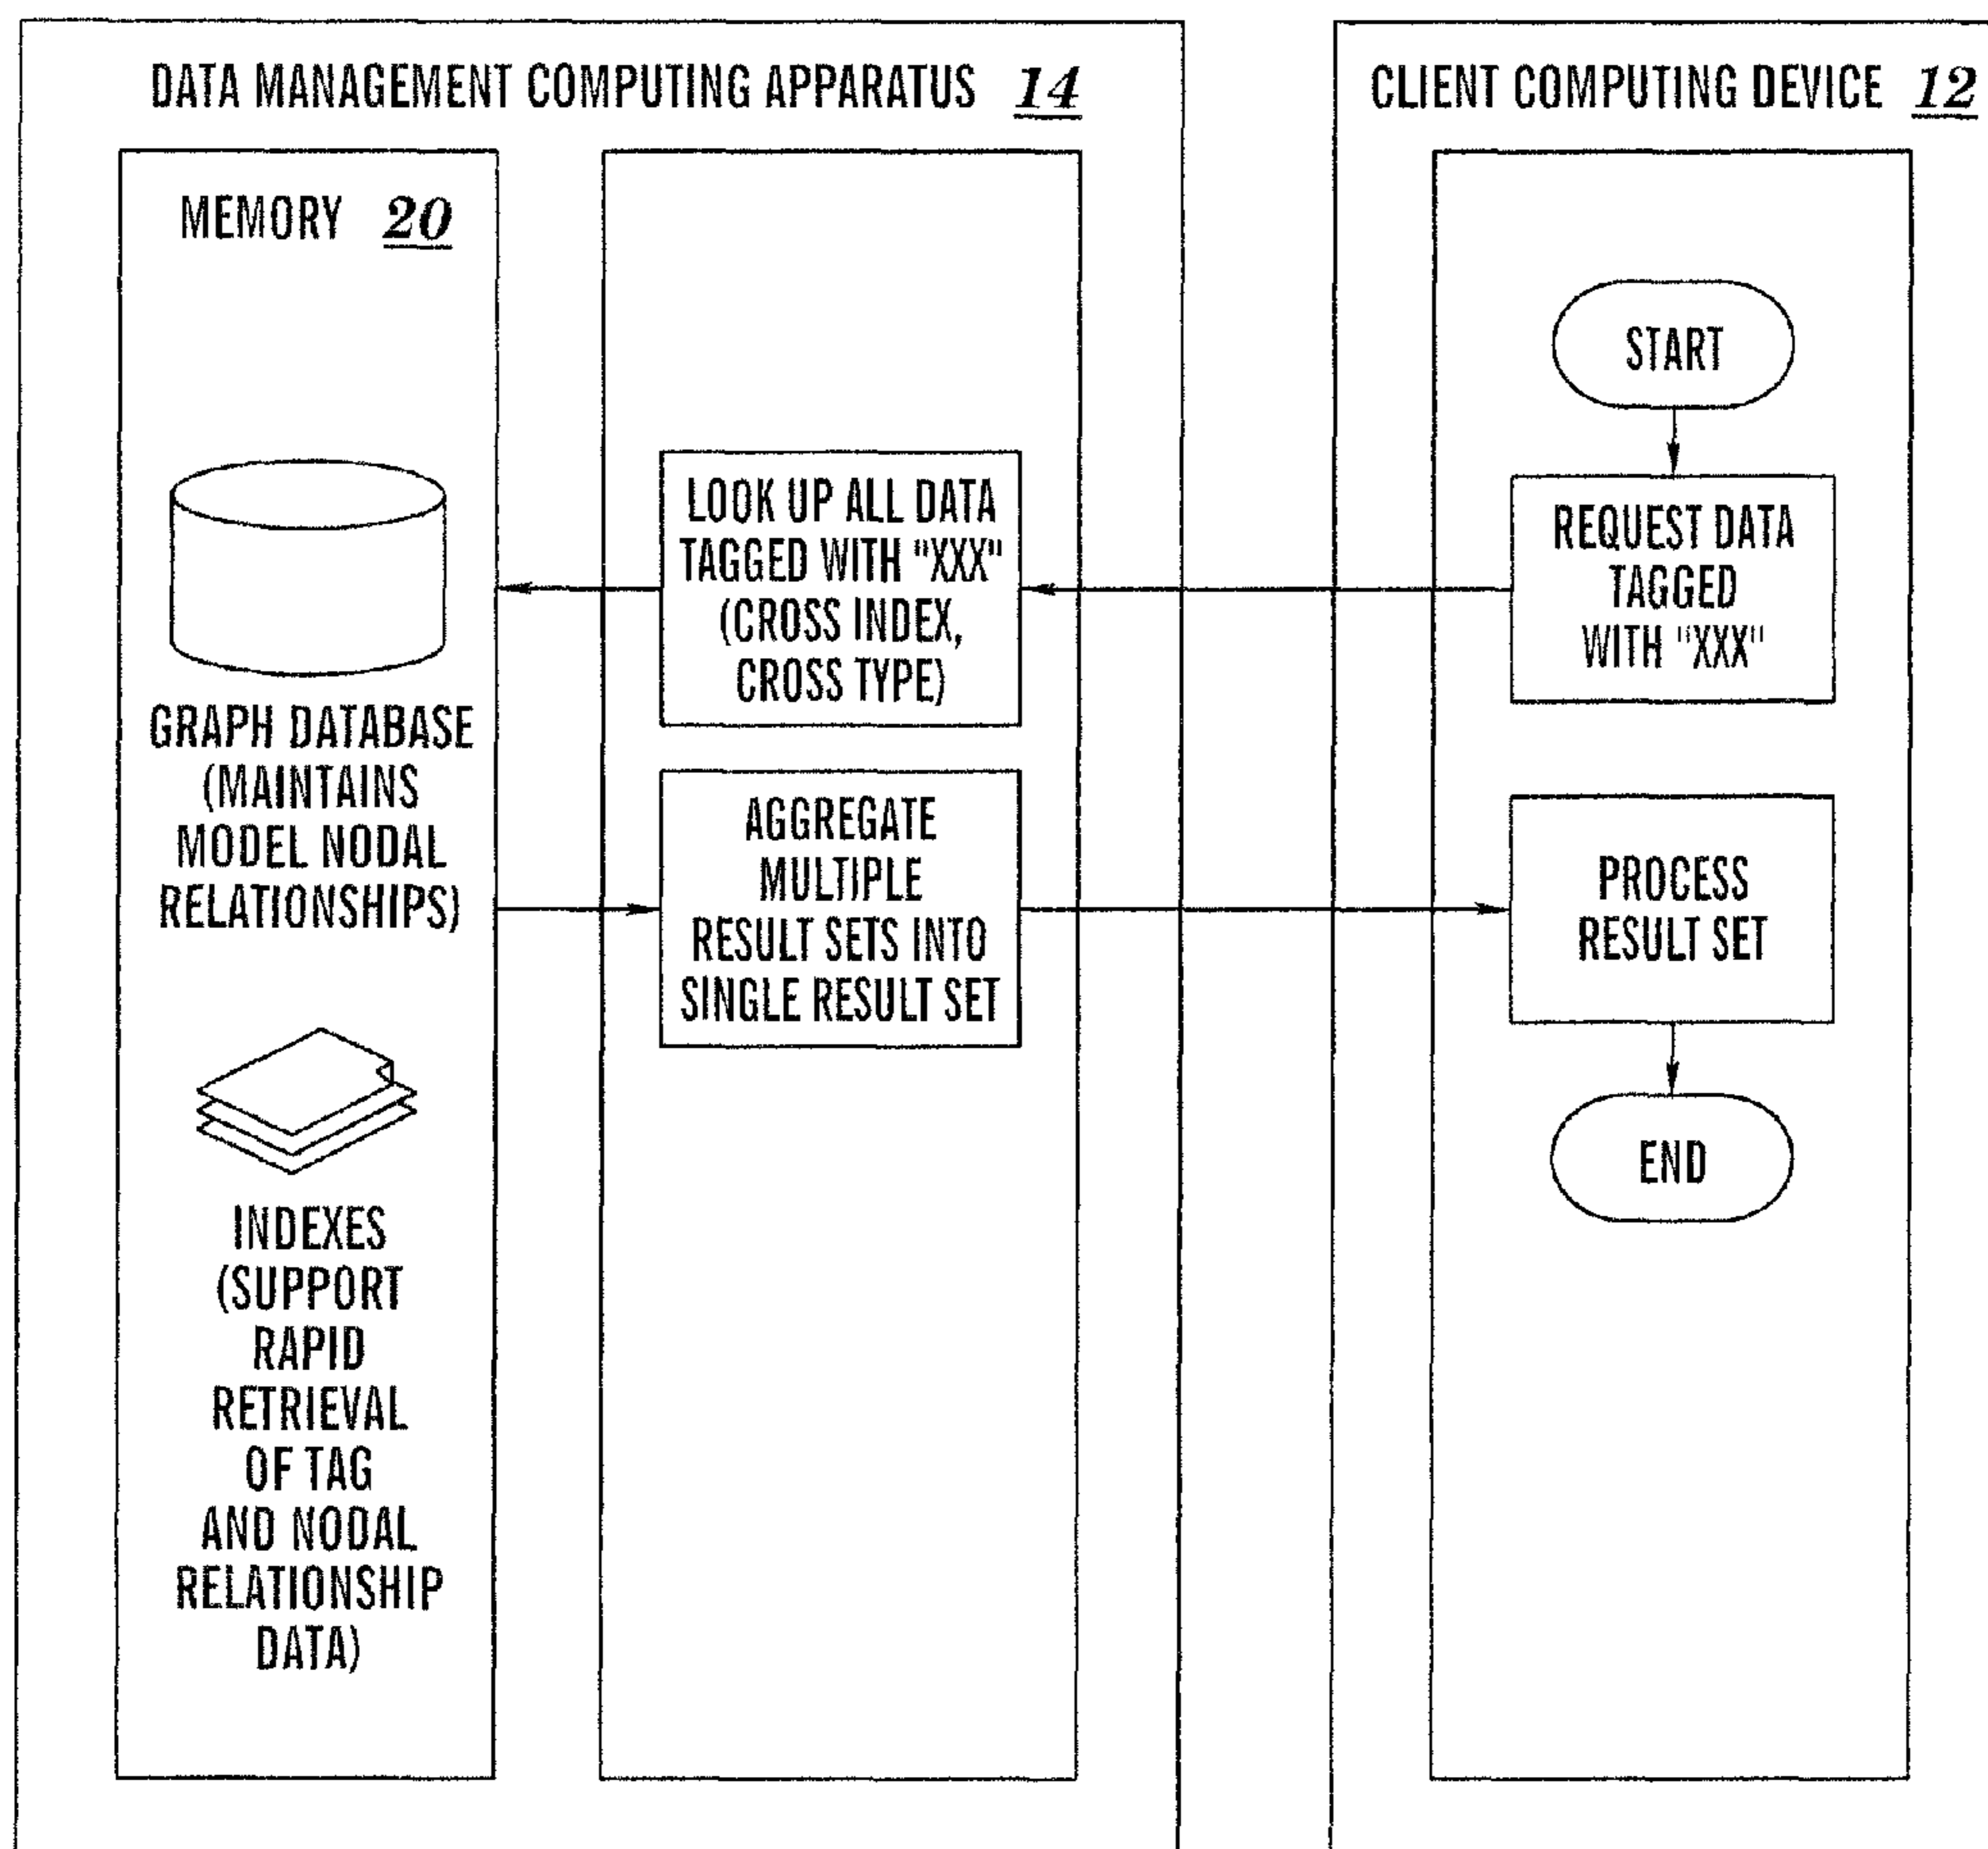 DATA MANAGEMENT COMPUTING APPARATUS 14
MEMORY 20
GRAPH DATABASE
(MAINTAINS
MODEL NODAL
RELATIONSHIPS)
INDEXES
(SUPPORT
RAPID
RETRIEVAL
OF TAG
AND NODAL
RELATIONSHIP
DATA)
LOOK UP ALL DATA
TAGGED WITH "XXX"
(CROSS INDEX,
CROSS TYPE)
AGGREGATE
MULTIPLE
RESULT SETS INTO
SINGLE RESULT SET
CLIENT COMPUTING DEVICE 12
START
REQUEST DATA
TAGGED
WITH "XXX"
PROCESS
RESULT SET
END